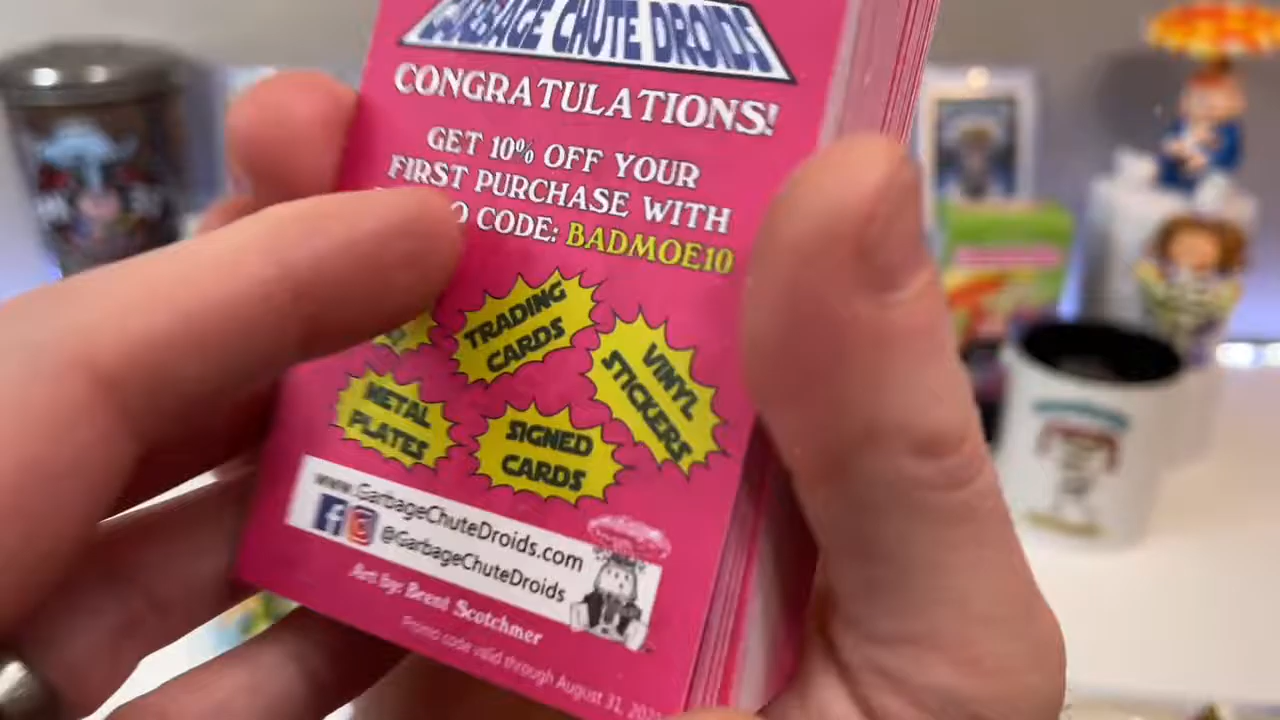 GARBAGE CHUTE DROIDS
CONGRATULATIONS!
GET 10% OFF YOUR
FIRST PURCHASE WITH
O CODE: BADMOE10
TRADING
CARDS
VINYL
STICKERS
METAL
PLATES
SIGNED
CARDS
www.GarbageChuteDroids.com
@GarbageChuteDroids
Art by: Brent Scotchmer
Promo code valid through August 31,